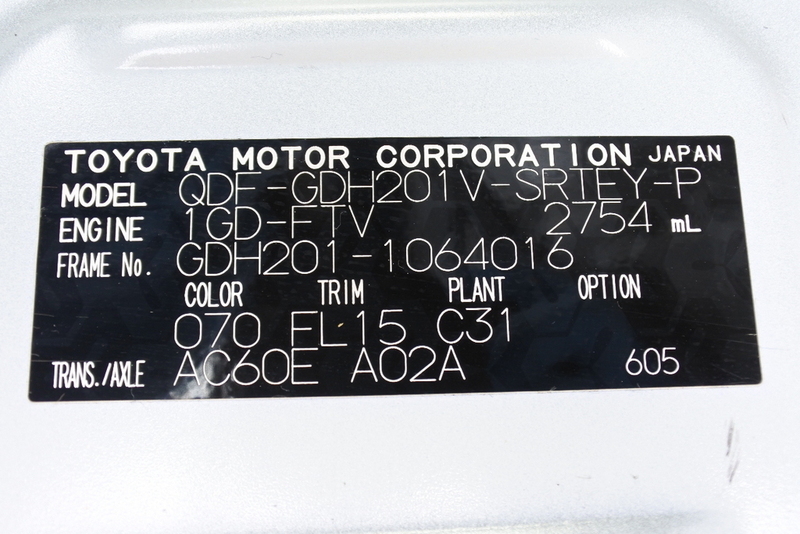 TOYOTA MOTOR CORPORATION JAPAN
MODEL QDF-GDH201V-SRTEY-P
ENGINE 1GD-FTV 2754 mL
FRAME No. GDH201-1064016
COLOR TRIM PLANT OPTION
070 FL15 C31
TRANS./AXLE AC60E A02A 605